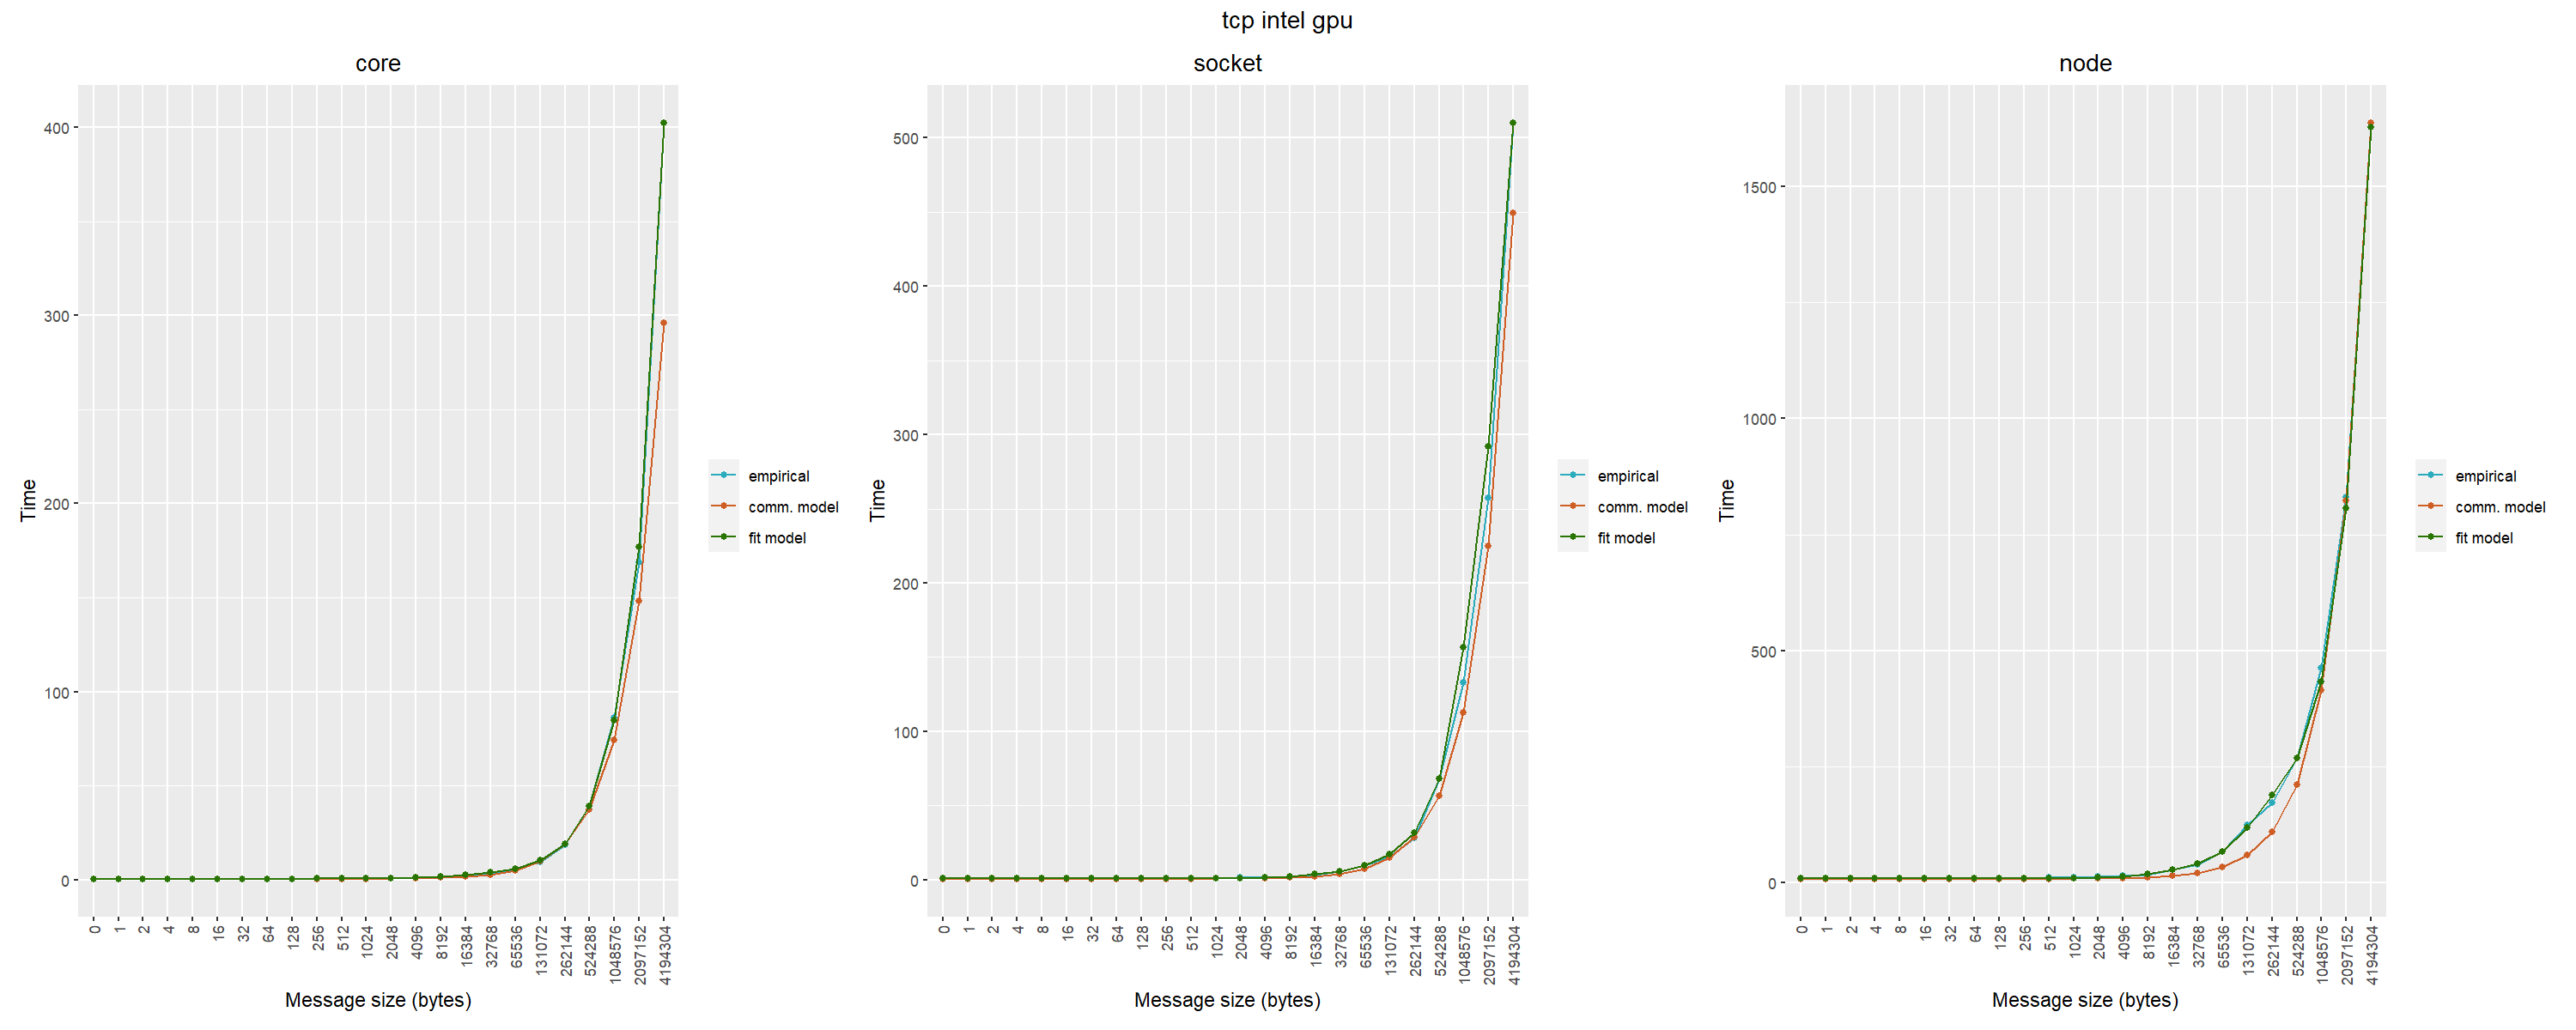 tcp intel gpu
core
Time
400
300
200
100
0
0 1 2 4 8 16 32 64 128 256 512 1024 2048 4096 8192 16384 32768 65536 131072 262144 524288 1048576 2097152 4194304
Message size (bytes)
empirical
comm. model
fit model
socket
Time
500
400
300
200
100
0
0 1 2 4 8 16 32 64 128 256 512 1024 2048 4096 8192 16384 32768 65536 131072 262144 524288 1048576 2097152 4194304
Message size (bytes)
empirical
comm. model
fit model
node
Time
1500
1000
500
0
0 1 2 4 8 16 32 64 128 256 512 1024 2048 4096 8192 16384 32768 65536 131072 262144 524288 1048576 2097152 4194304
Message size (bytes)
empirical
comm. model
fit model